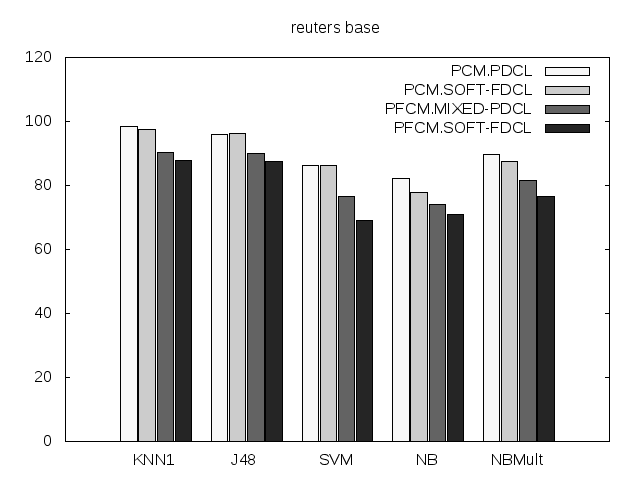 reuters base
120
100
80
60
40
20
0
PCM.PDCL
PCM.SOFT-FDCL
PFCM.MIXED-PDCL
PFCM.SOFT-FDCL
KNN1 J48 SVM NB NBMult